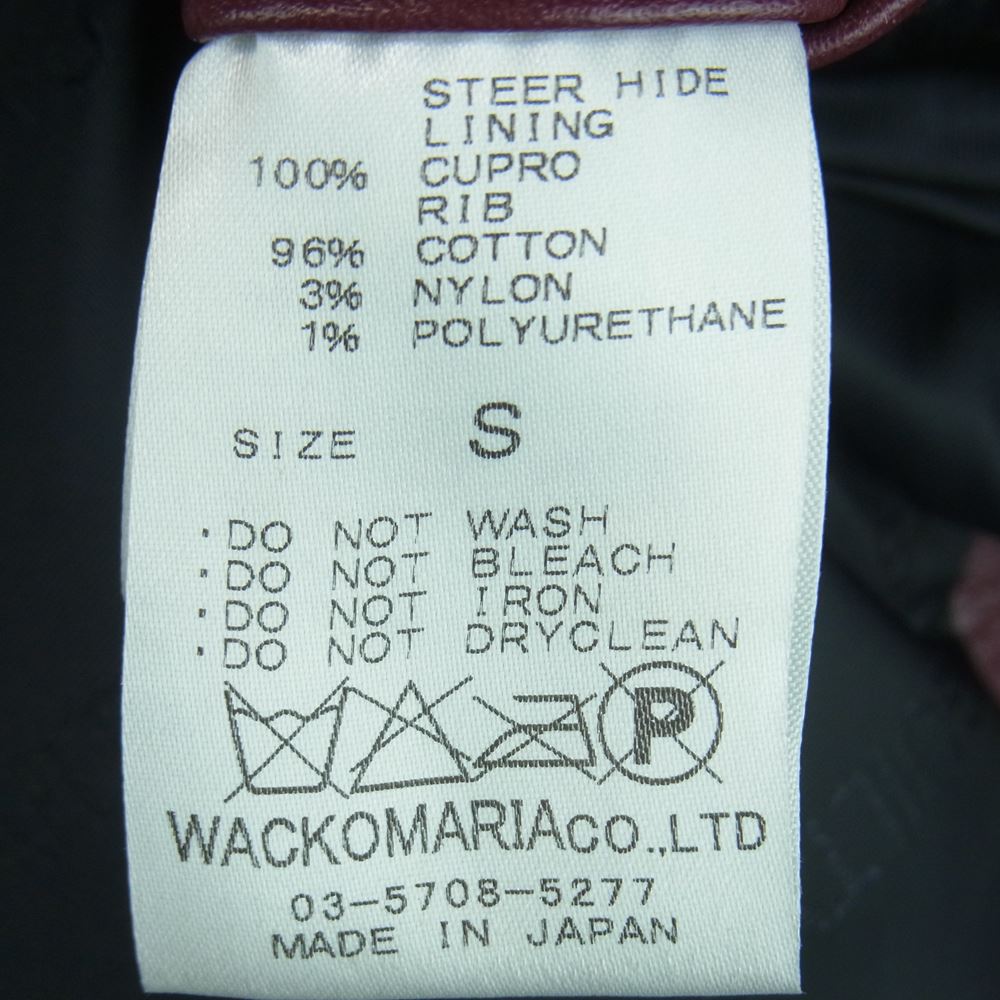 STEER HIDE
LINING
100% CUPRO
RIB
96% COTTON
3% NYLON
1% POLYURETHANE
SIZE S
・DO NOT WASH
・DO NOT BLEACH
・DO NOT IRON
・DO NOT DRYCLEAN
P
WACKOMARIACO.,LTD
03-5708-5277
MADE IN JAPAN